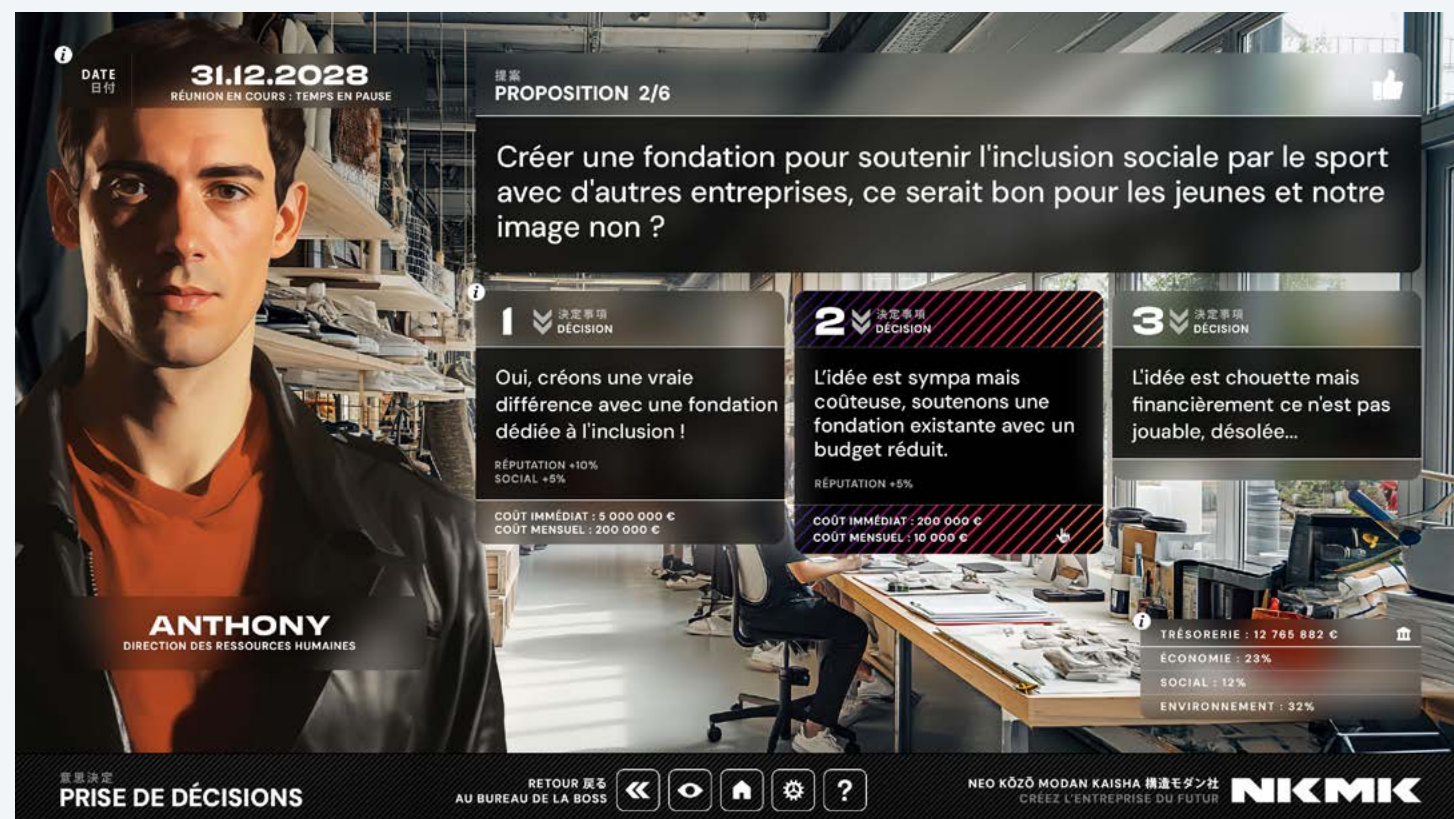 DATE
日付
31.12.2028
RÉUNION EN COURS : TEMPS EN PAUSE
提案
PROPOSITION 2/6
Créer une fondation pour soutenir l'inclusion sociale par le sport
avec d'autres entreprises, ce serait bon pour les jeunes et notre
image non ?
1
決定事項
DÉCISION
Oui, créons une vraie
différence avec une fondation
dédiée à l'inclusion !
RÉPUTATION +10%
SOCIAL +5%
COÛT IMMÉDIAT : 5 000 000 €
COÛT MENSUEL : 200 000 €
2
決定事項
DÉCISION
L'idée est sympa mais
coûteuse, soutenons une
fondation existante avec un
budget réduit.
RÉPUTATION +5%
COÛT IMMÉDIAT : 200 000 €
COÛT MENSUEL : 10 000 €
3
決定事項
DÉCISION
L'idée est chouette mais
financièrement ce n'est pas
jouable, désolée...
ANTHONY
DIRECTION DES RESSOURCES HUMAINES
TRÉSORERIE : 12 765 882 €
ÉCONOMIE : 23%
SOCIAL : 12%
ENVIRONNEMENT : 32%
意思決定
PRISE DE DÉCISIONS
RETOUR 戻る
AU BUREAU DE LA BOSS
?
NEO KŌZŌ MODAN KAISHA 構造モダン社
CRÉEZ L'ENTREPRISE DU FUTUR
NKMK